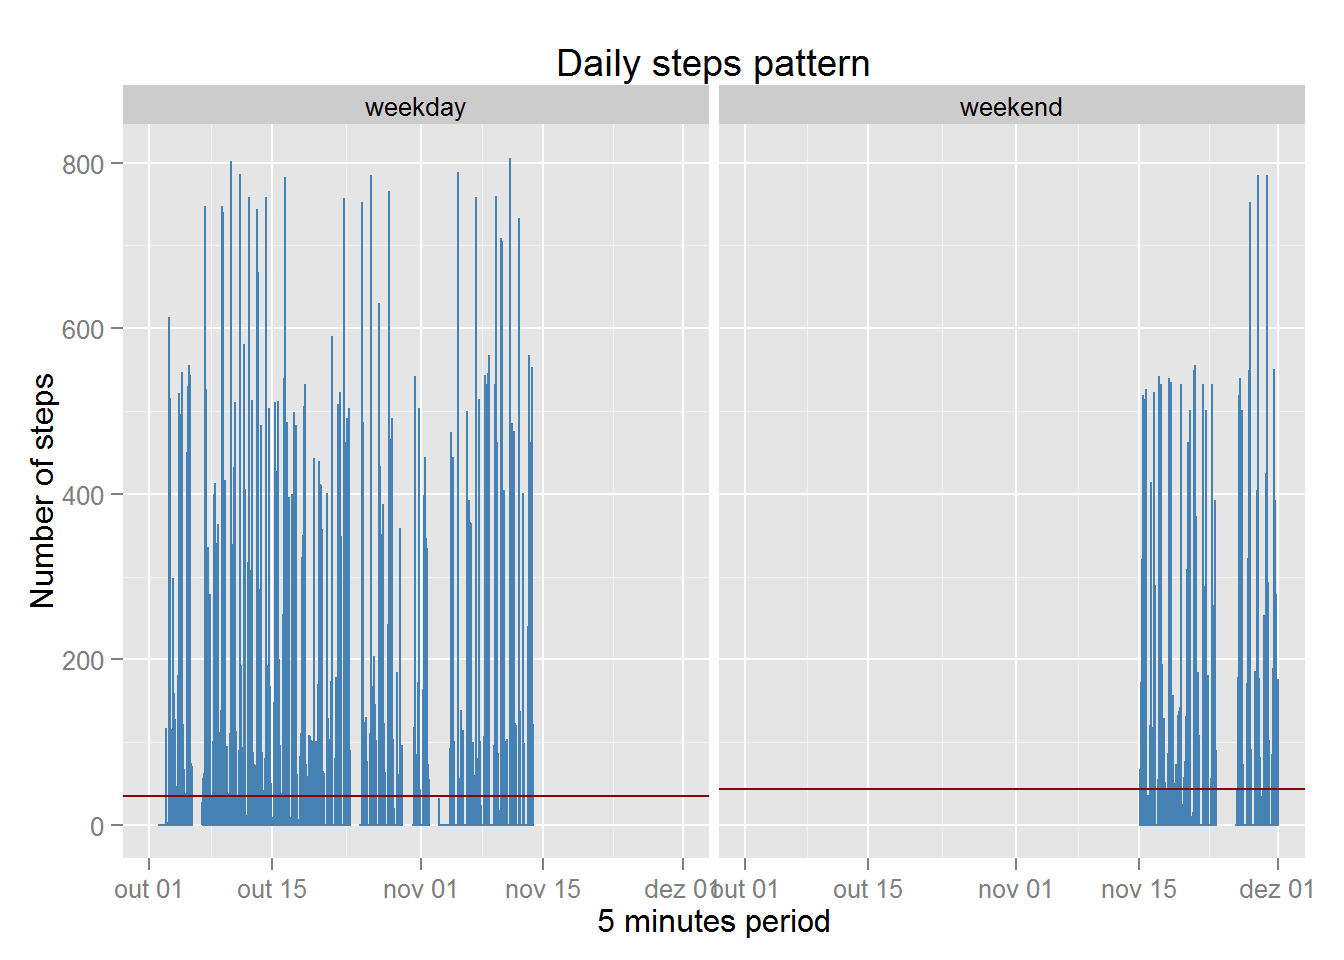 Daily steps pattern
weekday
weekend
Number of steps
800
600
400
200
0
out 01
out 15
nov 01
nov 15
dez 01
out 01
out 15
nov 01
nov 15
dez 01
5 minutes period